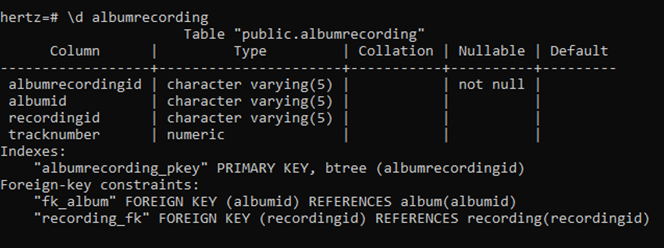 hertz=# \d albumrecording
Table "public.albumrecording"
Column | Type | Collation | Nullable | Default
-----------------+----------------------+-----------+----------+---------
albumrecordingid | character varying(5) | | not null |
albumid | character varying(5) | | |
recordingid | character varying(5) | | |
tracknumber | numeric | | |
Indexes:
"albumrecording_pkey" PRIMARY KEY, btree (albumrecordingid)
Foreign-key constraints:
"fk_album" FOREIGN KEY (albumid) REFERENCES album(albumid)
"recording_fk" FOREIGN KEY (recordingid) REFERENCES recording(recordingid)